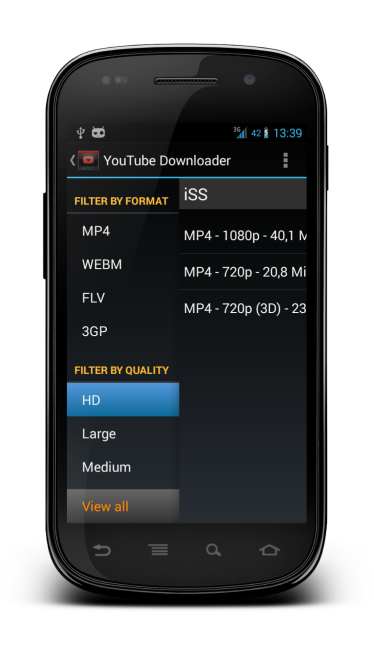 3G 42 13:39
YouTube Downloader
FILTER BY FORMAT
MP4
WEBM
FLV
3GP
FILTER BY QUALITY
HD
Large
Medium
View all
iSS
MP4 - 1080p - 40,1 M
MP4 - 720p - 20,8 Mi
MP4 - 720p (3D) - 23